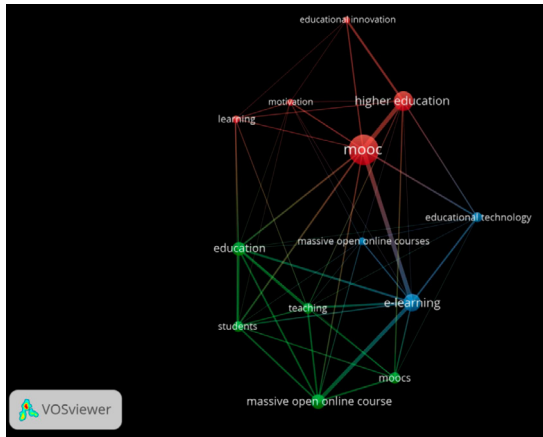 educational innovation
motivation
higher education
learning
mooc
educational technology
massive open online courses
education
e-learning
teaching
students
moocs
massive open online course
VOSviewer